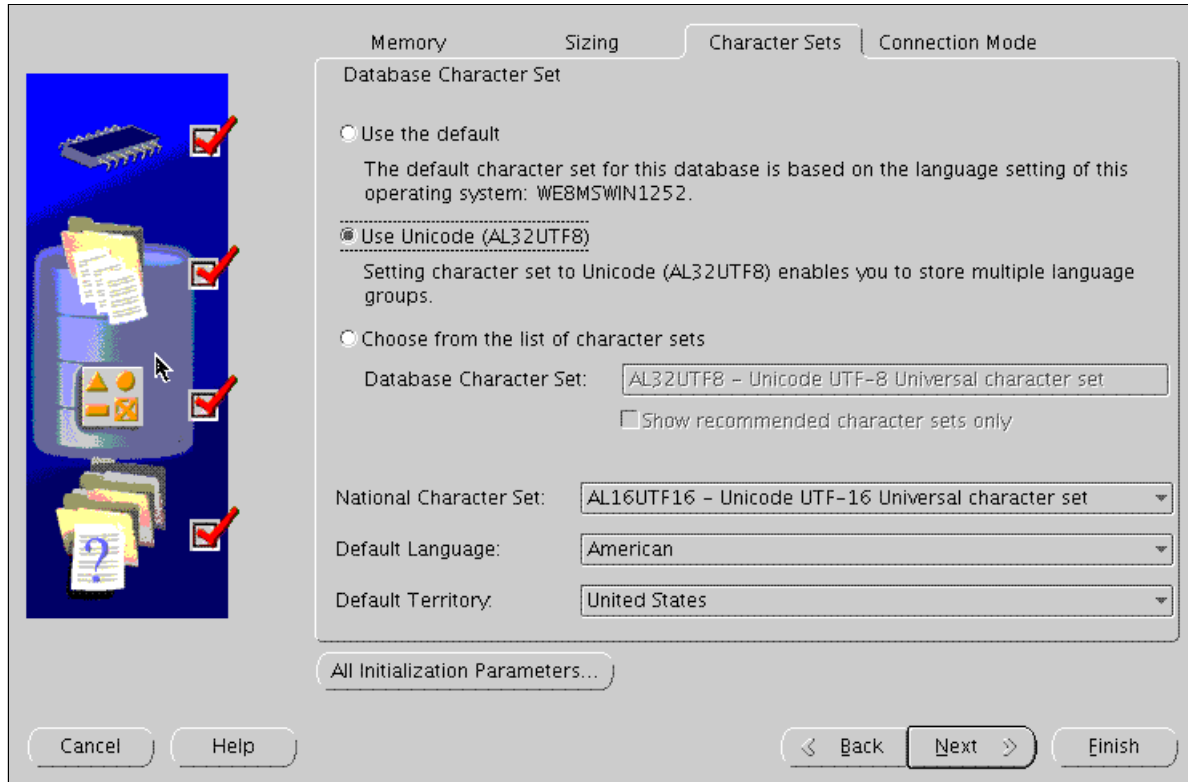 Memory Sizing Character Sets Connection Mode
Database Character Set
Use the default
The default character set for this database is based on the language setting of this
operating system: WE8MSWIN1252.
Use Unicode (AL32UTF8)
Setting character set to Unicode (AL32UTF8) enables you to store multiple language
groups.
Choose from the list of character sets
Database Character Set: AL32UTF8 - Unicode UTF-8 Universal character set
Show recommended character sets only
National Character Set: AL16UTF16 - Unicode UTF-16 Universal character set
Default Language: American
Default Territory: United States
All Initialization Parameters...
Cancel Help Back Next Finish
?